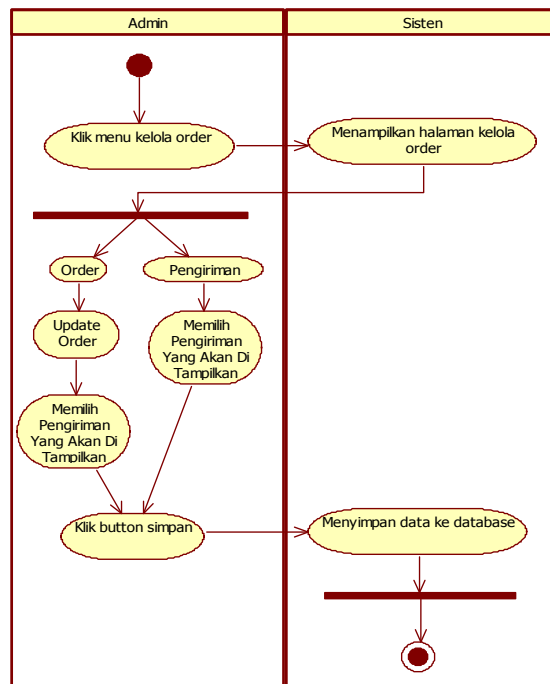 Admin
Sisten
Klik menu kelola order
Menampilkan halaman kelola
order
Order
Pengiriman
Update
Order
Memilih
Pengiriman
Yang Akan Di
Tampilkan
Memilih
Pengiriman
Yang Akan Di
Tampilkan
Klik button simpan
Menyimpan data ke database